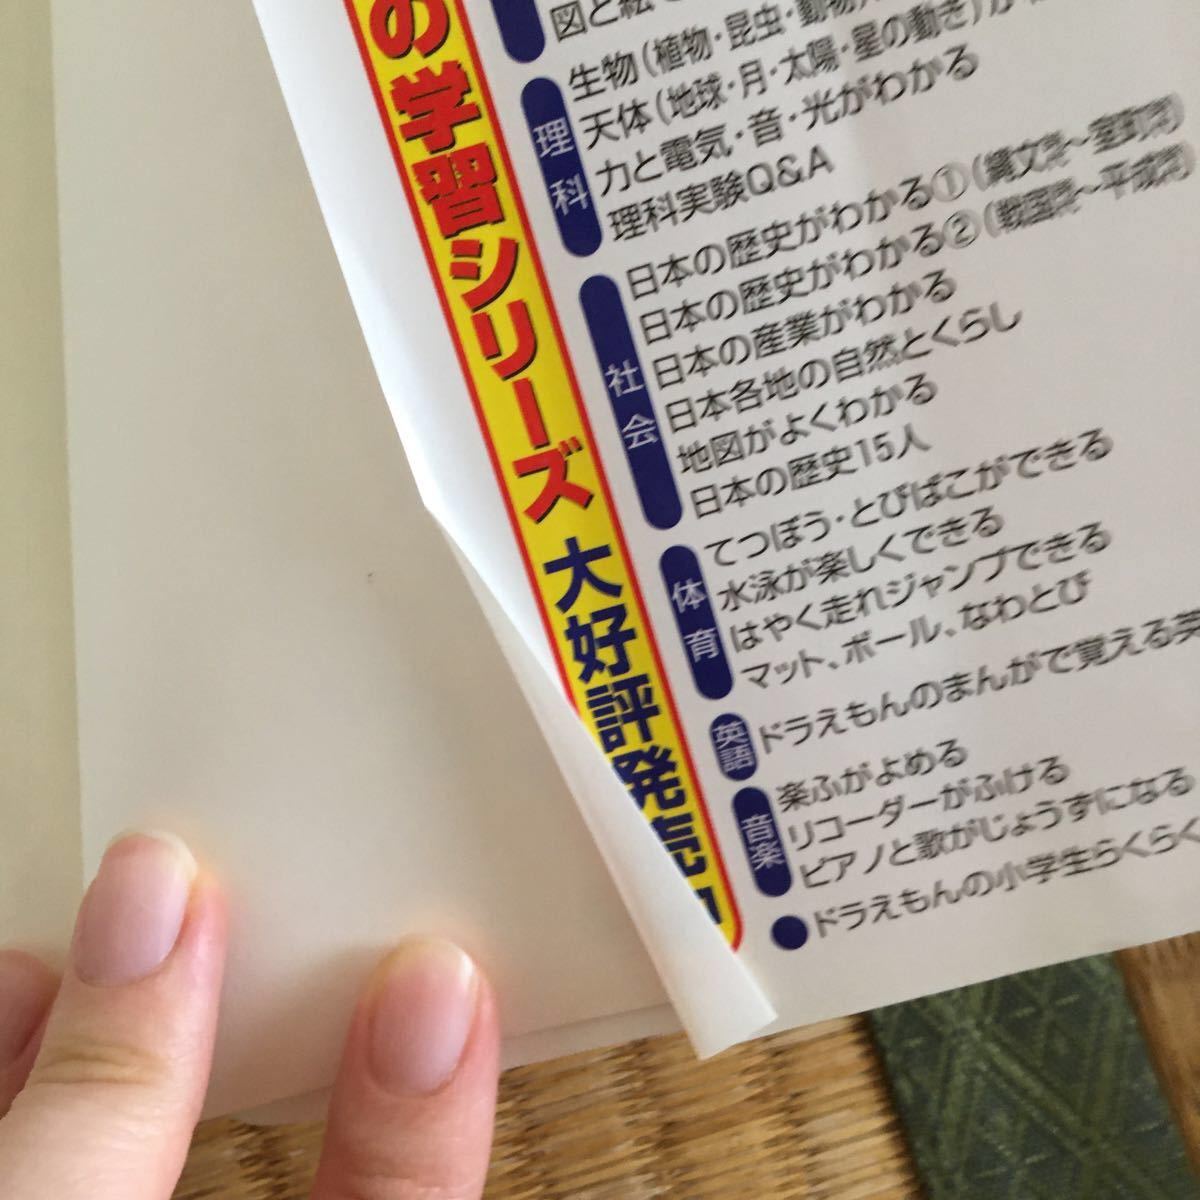 の学習シリーズ 大好評発売中
図と絵で
理科
生物(植物・昆虫・動物)
天体(地球・月・太陽・星の動き)が
力と電気・音・光がわかる
理科実験Q&A
社会
日本の歴史がわかる①(縄文時代〜室町時代)
日本の歴史がわかる②(戦国時代〜平成時代)
日本の産業がわかる
日本各地の自然とくらし
地図がよくわかる
日本の歴史15人
体育
てつぼう・とびばこができる
水泳が楽しくできる
はやく走れジャンプできる
マット、ボール、なわとび
英語
ドラえもんのまんがで覚える英
音楽
楽ふがよめる
リコーダーがふける
ピアノと歌がじょうずになる
●ドラえもんの小学生らくらく